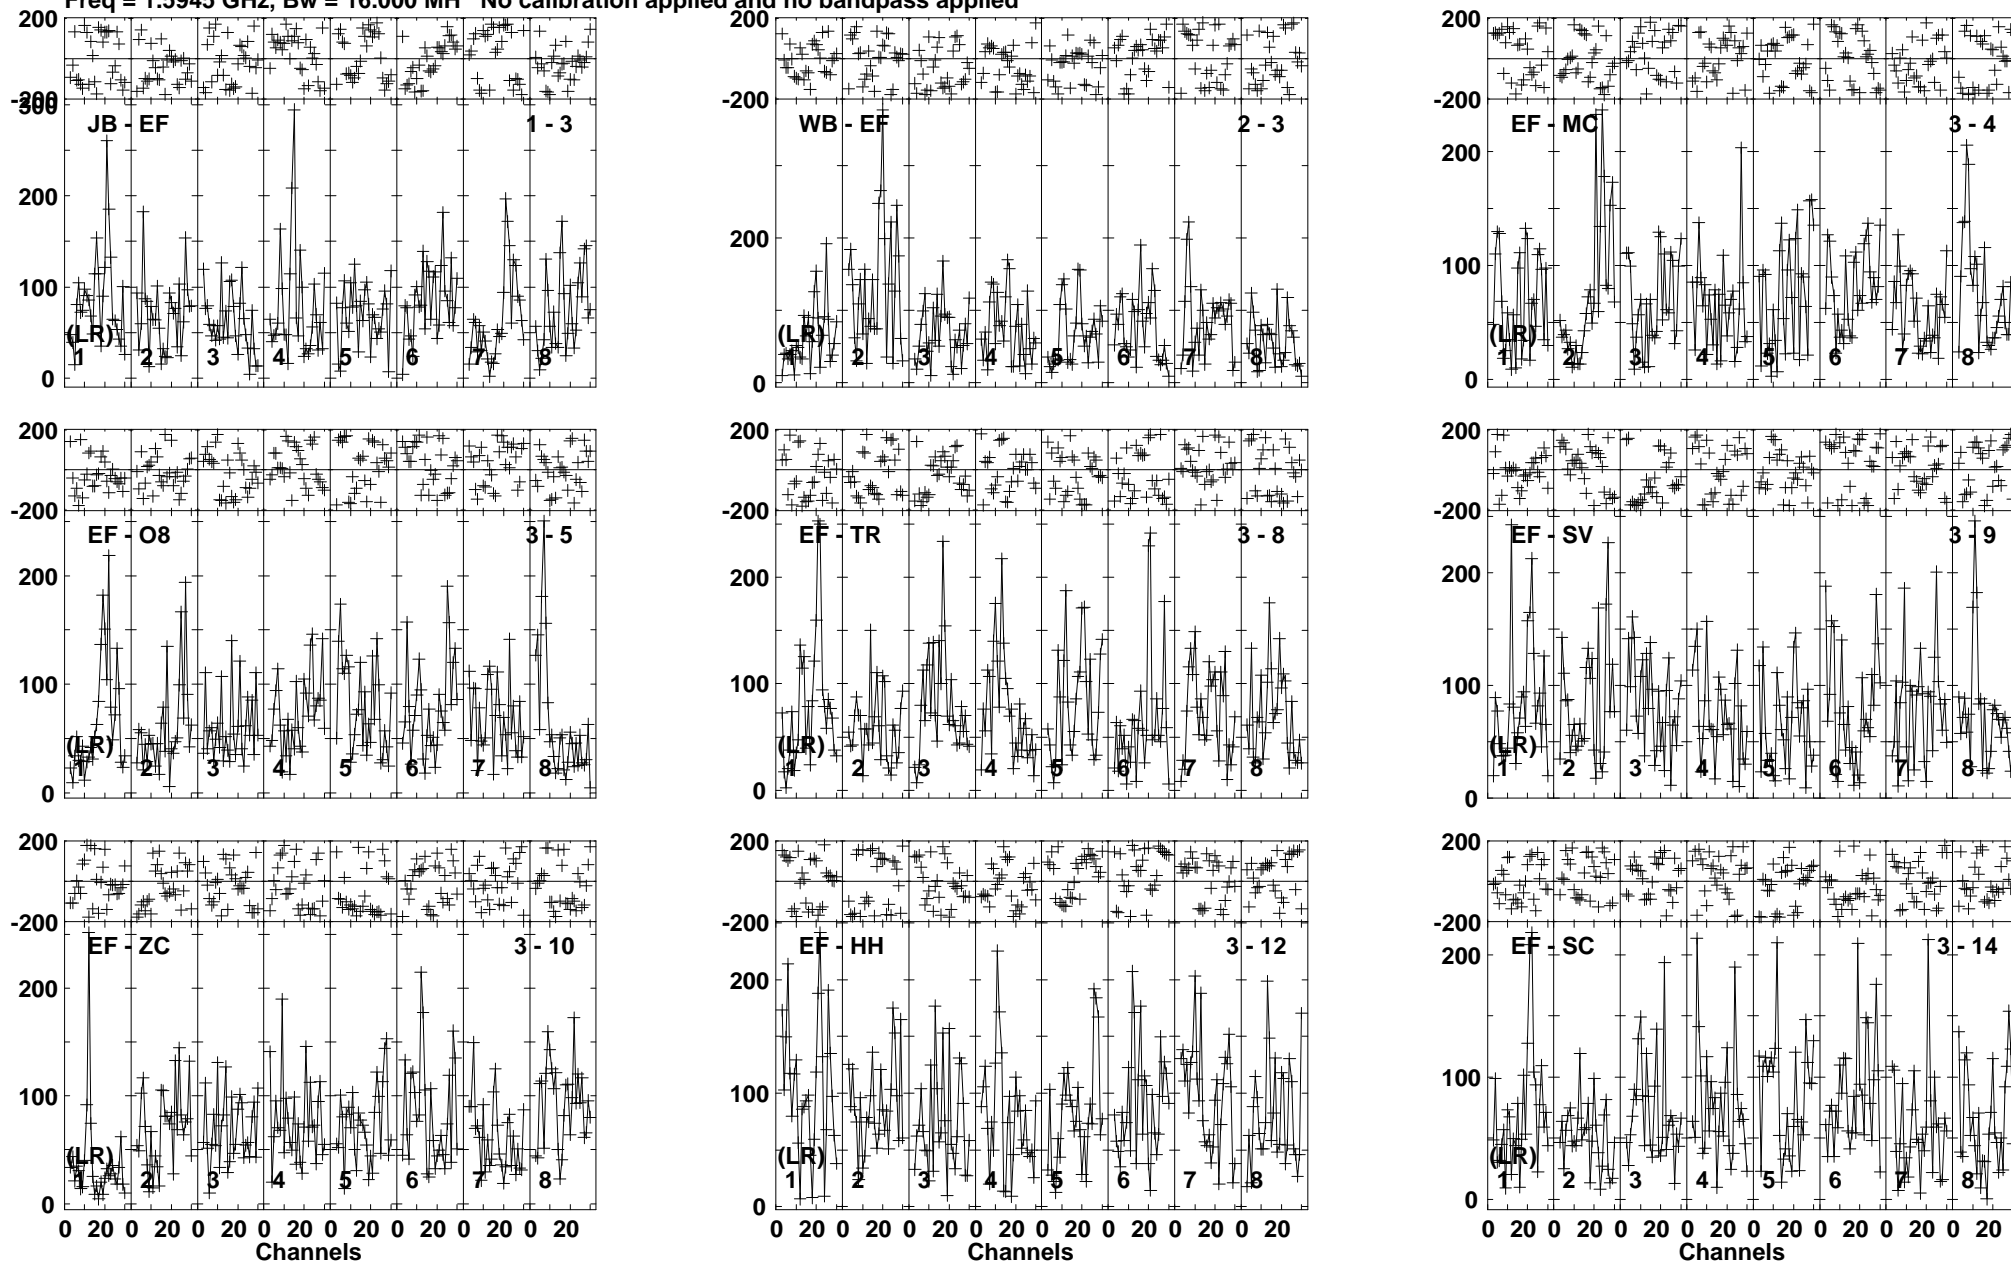 Freq = 1.5945 GHz, Bw = 16.000 MH No calibration applied and no bandpass applied
200
-200
300
200
100
0
JB - EF 1 - 3
(LR)
1 2 3 4 5 6 7 8
200
-200
200
0
WB - EF 2 - 3
(LR)
1 2 3 4 5 6 7 8
200
-200
200
100
0
EF - MC 3 - 4
(LR)
1 2 3 4 5 6 7 8
200
-200
200
100
0
EF - O8 3 - 5
(LR)
1 2 3 4 5 6 7 8
200
-200
200
100
0
EF - TR 3 - 8
(LR)
1 2 3 4 5 6 7 8
200
-200
200
100
0
EF - SV 3 - 9
(LR)
1 2 3 4 5 6 7 8
200
-200
200
100
0
EF - ZC 3 - 10
(LR)
1 2 3 4 5 6 7 8
0 20 0 20 0 20 0 20 0 20 0 20 0 20 0 20
Channels
200
-200
200
100
0
EF - HH 3 - 12
(LR)
1 2 3 4 5 6 7 8
0 20 0 20 0 20 0 20 0 20 0 20 0 20 0 20
Channels
200
-200
200
100
0
EF - SC 3 - 14
(LR)
1 2 3 4 5 6 7 8
0 20 0 20 0 20 0 20 0 20 0 20 0 20 0 20
Channels